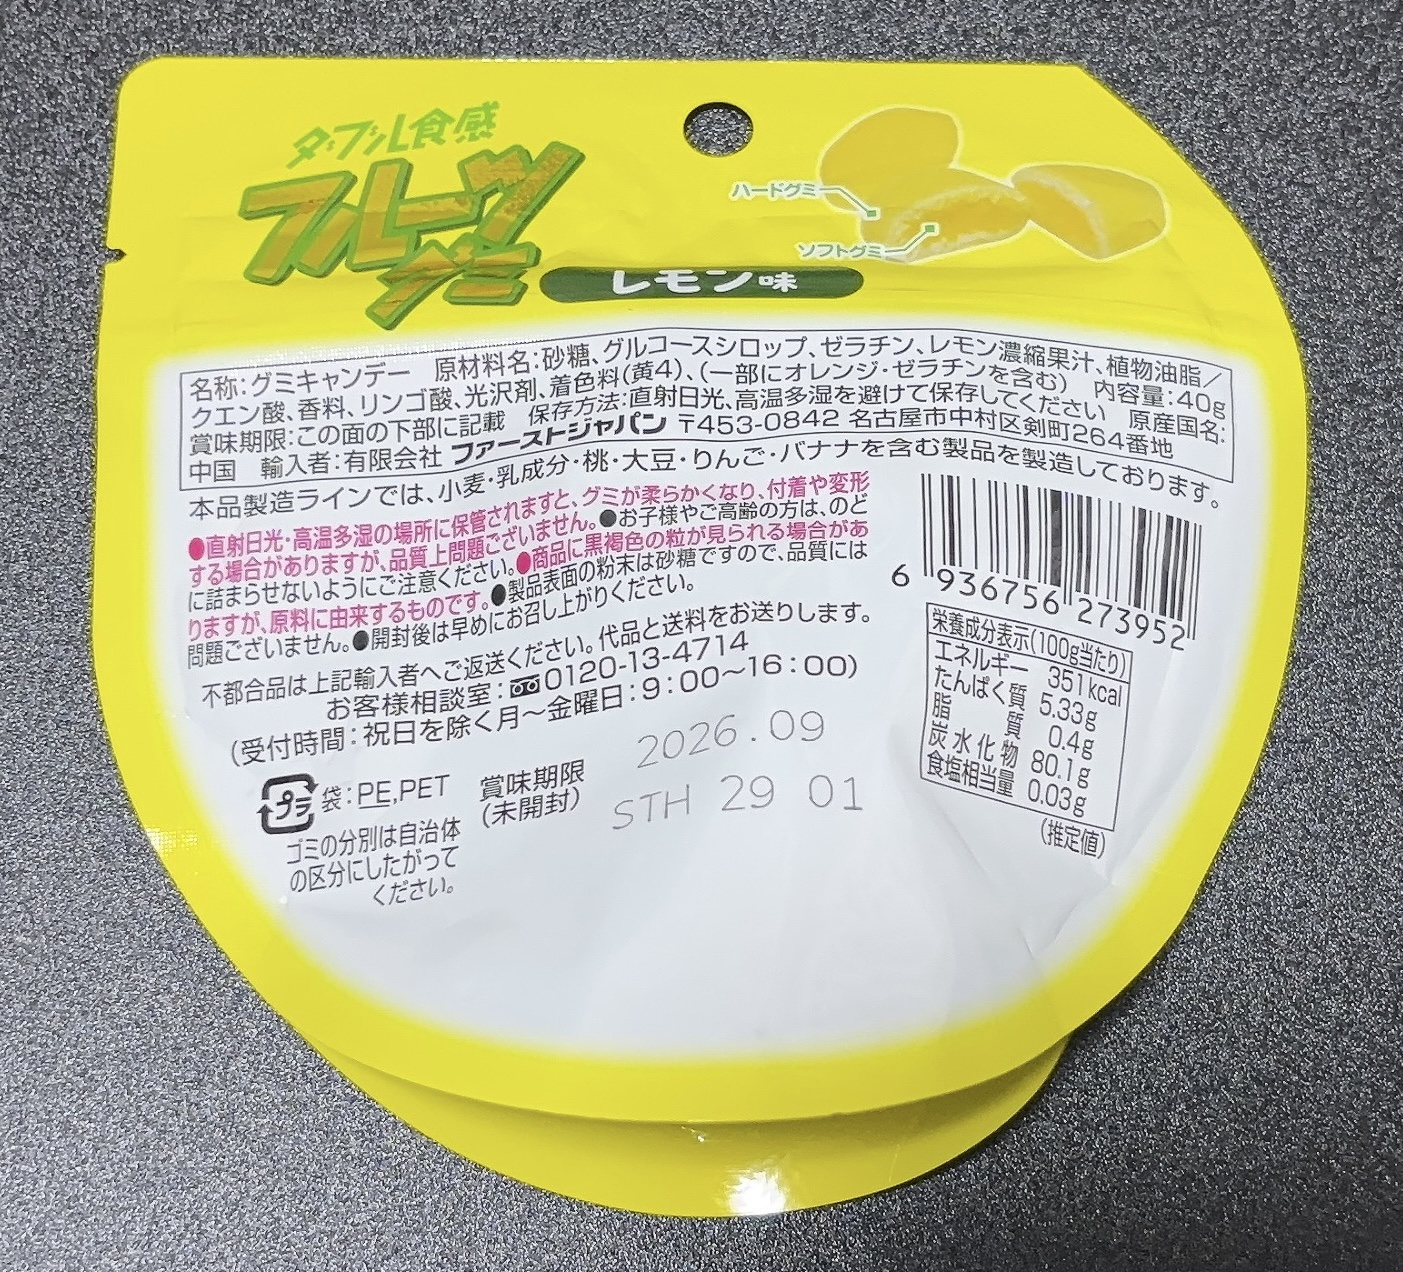 ダブル食感
フルーツグミ
レモン味
ハードグミ
ソフトグミ
名称:グミキャンデー 原材料名:砂糖、グルコースシロップ、ゼラチン、レモン濃縮果汁、植物油脂/
クエン酸、香料、リンゴ酸、光沢剤、着色料(黄4)、(一部にオレンジ・ゼラチンを含む) 内容量:40g
賞味期限:この面の下部に記載 保存方法:直射日光、高温多湿を避けて保存してください 原産国名:
中国 輸入者:有限会社 ファーストジャパン 〒453-0842 名古屋市中村区剣町264番地
本品製造ラインでは、小麦・乳成分・桃・大豆・りんご・バナナを含む製品を製造しております。
●直射日光・高温多湿の場所に保管されますと、グミが柔らかくなり、付着や変形
する場合がありますが、品質上問題ございません。●お子様やご高齢の方は、のど
に詰まらせないようにご注意ください。●商品に黒褐色の粒が見られる場合があ
りますが、原料に由来するものです。●製品表面の粉末は砂糖ですので、品質には
問題ございません。●開封後は早めにお召し上がりください。
不都合品は上記輸入者へご返送ください。代品と送料をお送りします。
お客様相談室:0120-13-4714
(受付時間:祝日を除く月~金曜日:9:00~16:00)
6 936756 273952
栄養成分表示(100g当たり)
エネルギー 351kcal
たんぱく質 5.33g
脂質 0.4g
炭水化物 80.1g
食塩相当量 0.03g
(推定値)
プラ 袋:PE,PET
ゴミの分別は自治体
の区分にしたがって
ください。
賞味期限
(未開封)
2026.09
STH 29 01